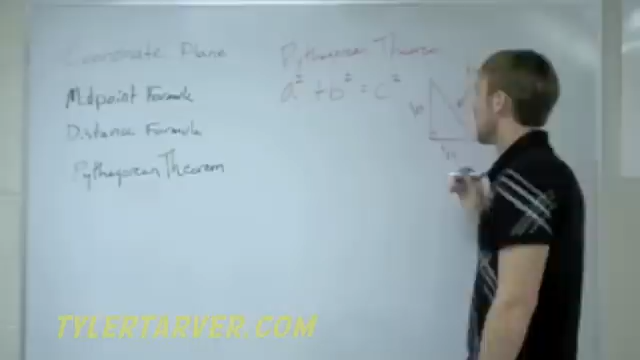 Coordinate Plane
Midpoint Formula
Distance Formula
Pythagorean Theorem
Pythagorean Theorem
a² + b² = c²
TYLERTARVER.COM